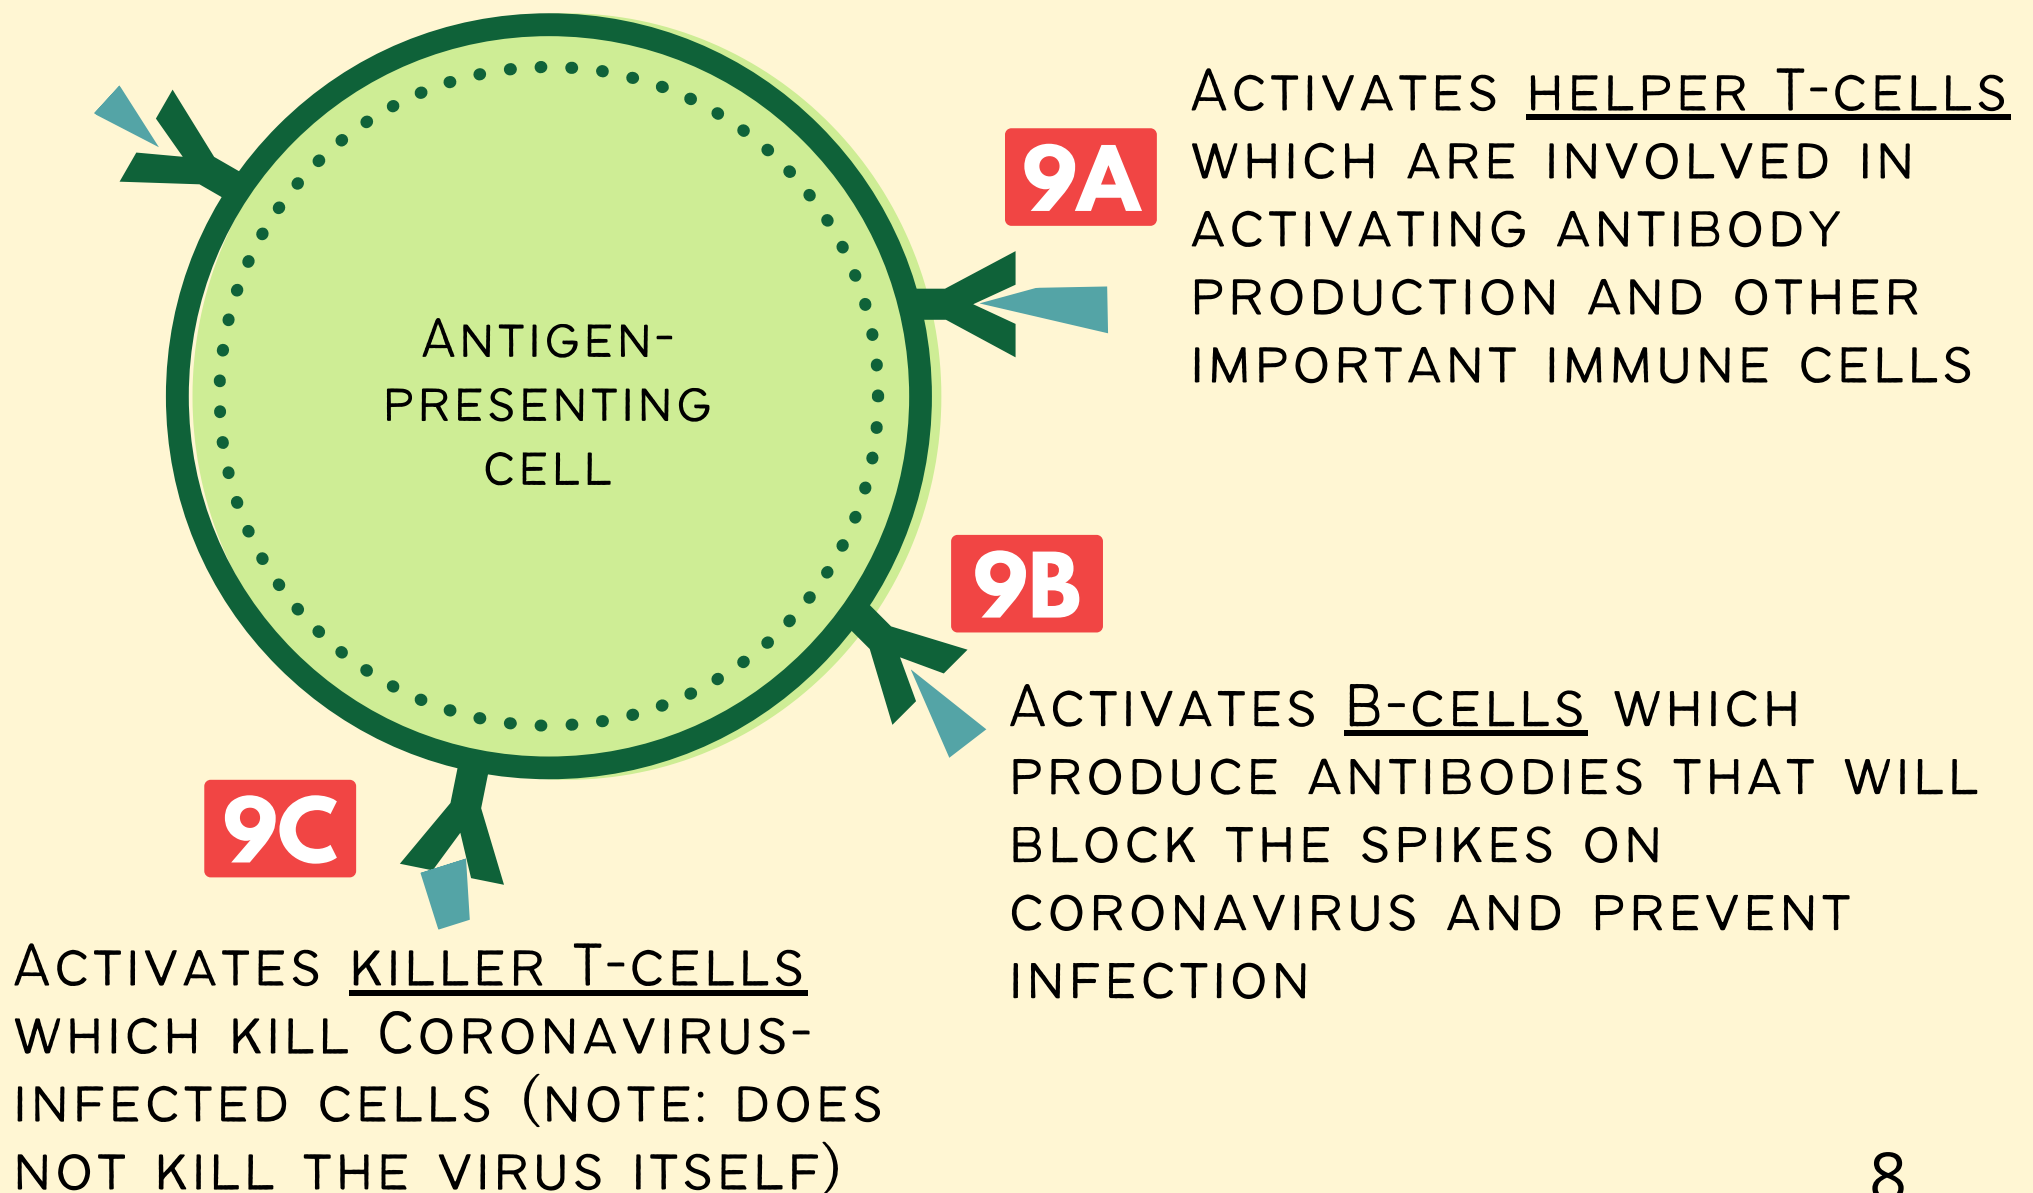 Antigen-
presenting
cell
9A
Activates helper T-cells
which are involved in
activating antibody
production and other
important immune cells
9B
Activates B-cells which
produce antibodies that will
block the spikes on
coronavirus and prevent
infection
9C
Activates killer T-cells
which kill Coronavirus-
infected cells (note: does
not kill the virus itself)
8